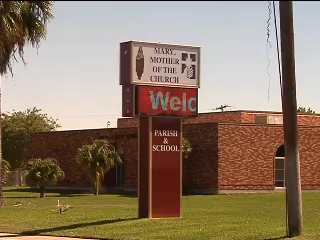 MARY,
MOTHER
OF THE
CHURCH
Welc
PARISH
&
SCHOOL